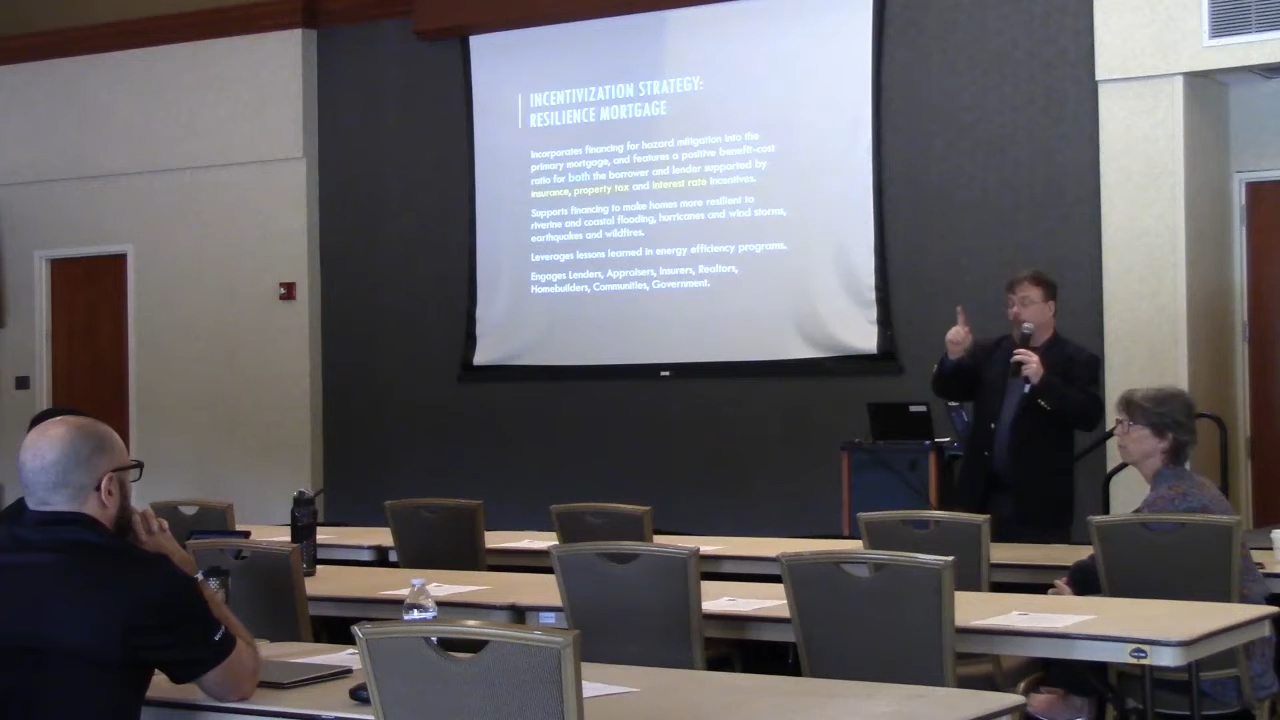 INCENTIVIZATION STRATEGY:
RESILIENCE MORTGAGE
Incorporates financing for hazard mitigation into the
primary mortgage, and features a positive benefit-cost
ratio for both the borrower and lender supported by
insurance, property tax and interest rate incentives.
Supports financing to make homes more resilient to
riverine and coastal flooding, hurricanes and wind storms,
earthquakes and wildfires.
Leverages lessons learned in energy efficiency programs.
Engages Lenders, Appraisers, Insurers, Realtors,
Homebuilders, Communities, Government.